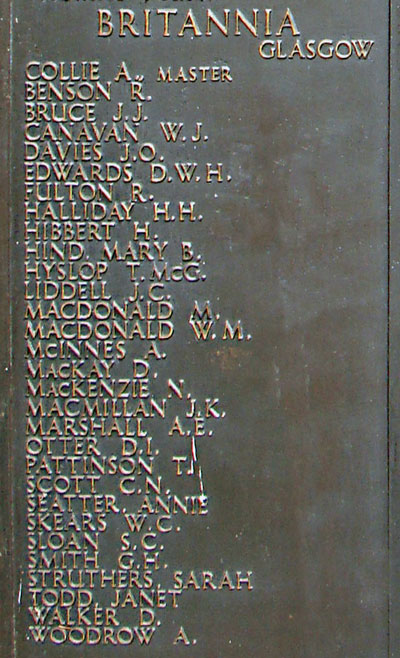 BRITANNIA
GLASGOW
COLLIE A., MASTER
BENSON R.
BRUCE J.J.
CANAVAN W.J.
DAVIES J.O.
EDWARDS D.W.H.
FULTON R.
HALLIDAY H.H.
HIBBERT H.
HIND, MARY B.
HYSLOP T.McG.
LIDDELL J.C.
MACDONALD M.
MACDONALD W.M.
McINNES A.
MACKAY D.
MACKENZIE N.
MACMILLAN J.K.
MARSHALL A.E.
OTTER D.I.
PATTINSON T.
SCOTT C.N.
SEATTER, ANNIE
SKEARS W.C.
SLOAN S.C.
SMITH G.H.
STRUTHERS, SARAH
TODD, JANET
WALKER D.
WOODROW A.